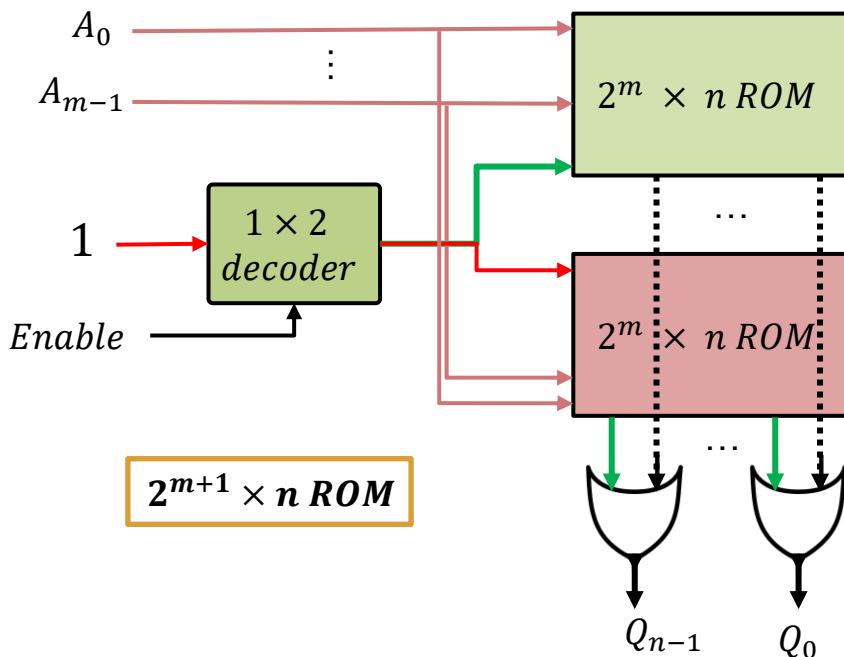 A₀
⋮
Aₘ₋₁
2ᵐ × n ROM
...
1
1 × 2
decoder
2ᵐ × n ROM
Enable
...
2ᵐ⁺¹ × n ROM
Qₙ₋₁
Q₀